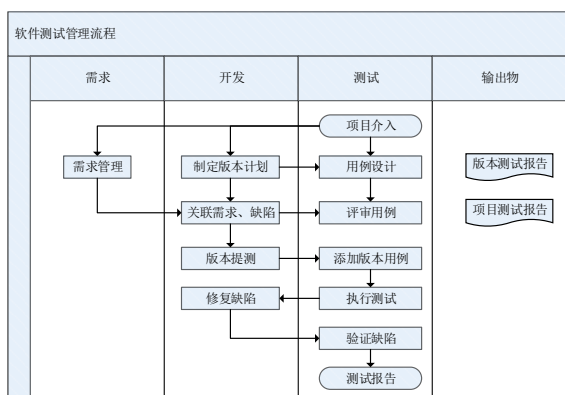 软件测试管理流程
需求
开发
测试
输出物
项目介入
需求管理
制定版本计划
用例设计
版本测试报告
关联需求、缺陷
评审用例
项目测试报告
版本提测
添加版本用例
修复缺陷
执行测试
验证缺陷
测试报告